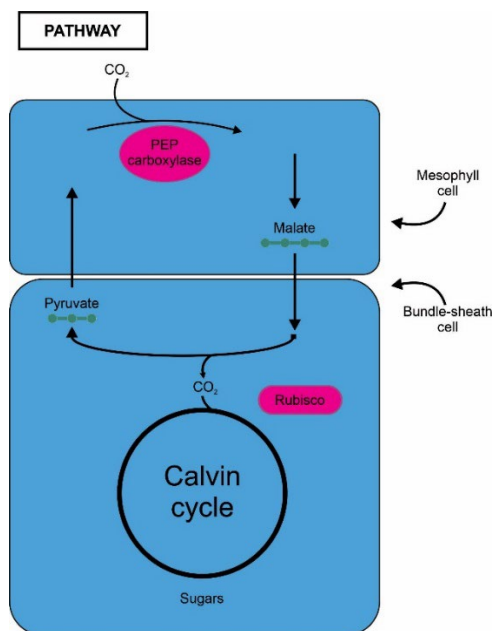 PATHWAY
CO₂
PEP
carboxylase
Mesophyll
cell
Malate
Bundle-sheath
cell
Pyruvate
CO₂
Rubisco
Calvin
cycle
Sugars